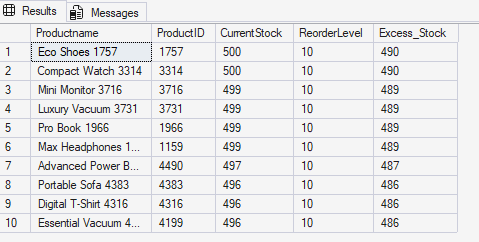 Results Messages
Productname ProductID CurrentStock ReorderLevel Excess_Stock
1 Eco Shoes 1757 1757 500 10 490
2 Compact Watch 3314 3314 500 10 490
3 Mini Monitor 3716 3716 499 10 489
4 Luxury Vacuum 3731 3731 499 10 489
5 Pro Book 1966 1966 499 10 489
6 Max Headphones 1... 1159 499 10 489
7 Advanced Power B... 4490 497 10 487
8 Portable Sofa 4383 4383 496 10 486
9 Digital T-Shirt 4316 4316 496 10 486
10 Essential Vacuum 4... 4199 496 10 486